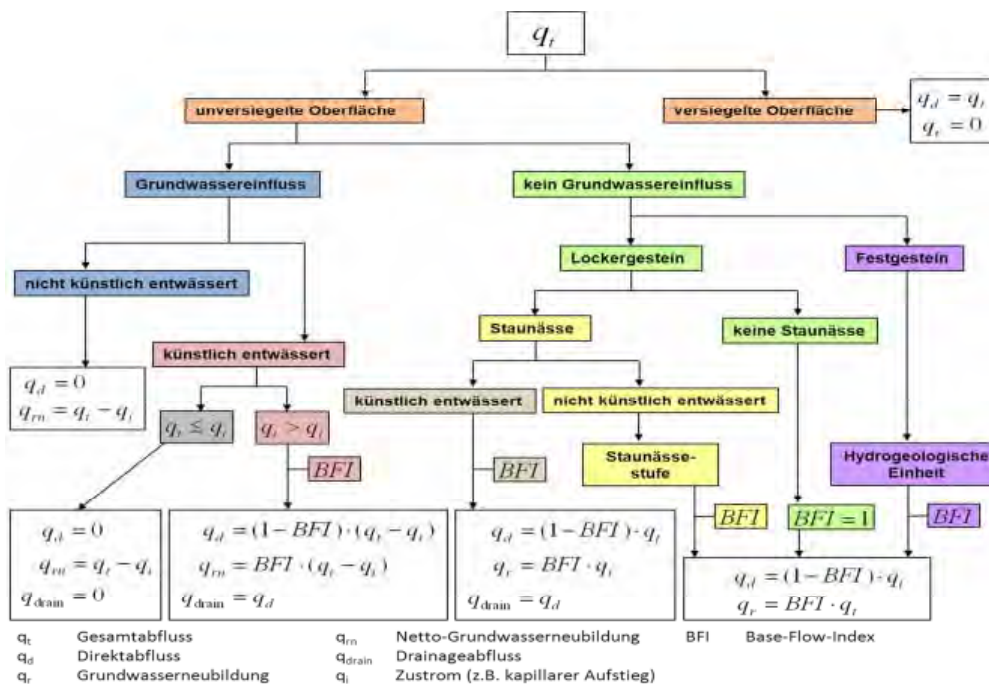 q_t
unversiegelte Oberfläche
versiegelte Oberfläche
q_d = q_t
q_r = 0
Grundwassereinfluss
kein Grundwassereinfluss
nicht künstlich entwässert
Lockergestein
Festgestein
künstlich entwässert
Staunässe
keine Staunässe
q_d = 0
q_rn = q_t − q_i
q_t ≤ q_i
q_t > q_i
BFI
künstlich entwässert
BFI
nicht künstlich entwässert
Staunässe-
stufe
BFI
BFI = 1
Hydrogeologische
Einheit
BFI
q_d = 0
q_rn = q_t − q_i
q_drain = 0
q_d = (1 − BFI) · (q_t − q_i)
q_rn = BFI · (q_t − q_i)
q_drain = q_d
q_d = (1 − BFI) · q_t
q_r = BFI · q_t
q_drain = q_d
q_d = (1 − BFI) · q_t
q_r = BFI · q_t
q_t Gesamtabfluss
q_d Direktabfluss
q_r Grundwasserneubildung
q_rn Netto-Grundwasserneubildung
q_drain Drainageabfluss
q_i Zustrom (z.B. kapillarer Aufstieg)
BFI Base-Flow-Index